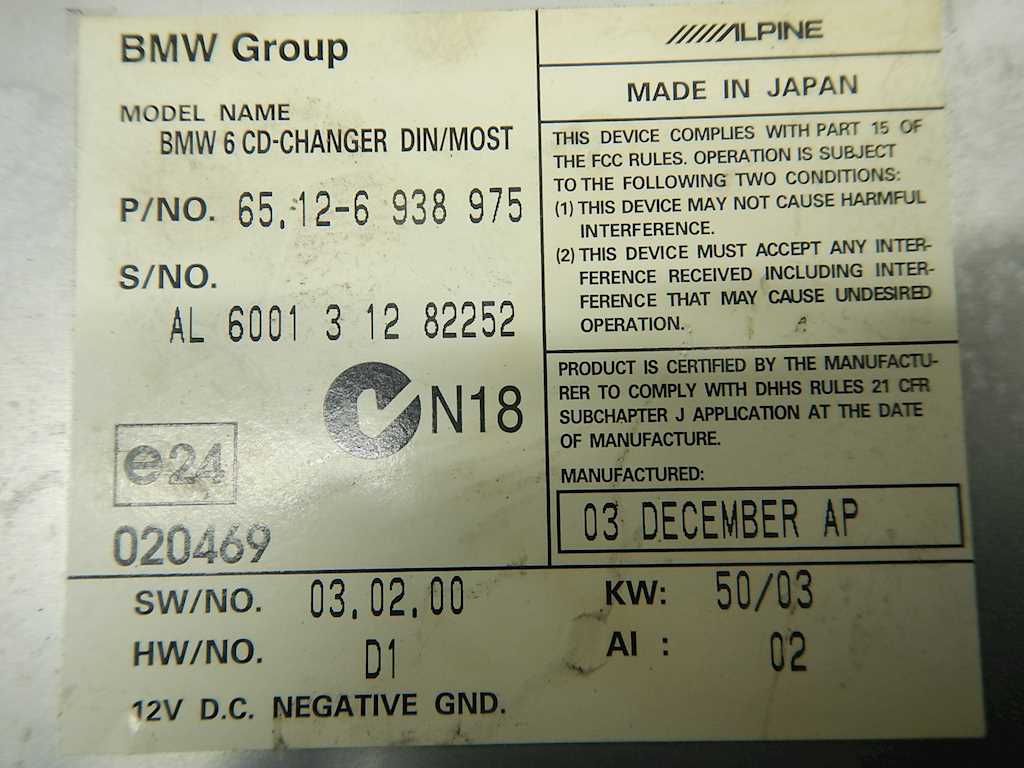 BMW Group
MODEL NAME
BMW 6 CD-CHANGER DIN/MOST
P/NO. 65.12-6 938 975
S/NO.
AL 6001 3 12 82252
N18
e24
020469
ALPINE
MADE IN JAPAN
THIS DEVICE COMPLIES WITH PART 15 OF
THE FCC RULES. OPERATION IS SUBJECT
TO THE FOLLOWING TWO CONDITIONS:
(1) THIS DEVICE MAY NOT CAUSE HARMFUL
INTERFERENCE.
(2) THIS DEVICE MUST ACCEPT ANY INTER-
FERENCE RECEIVED INCLUDING INTER-
FERENCE THAT MAY CAUSE UNDESIRED
OPERATION.
PRODUCT IS CERTIFIED BY THE MANUFACTU-
RER TO COMPLY WITH DHHS RULES 21 CFR
SUBCHAPTER J APPLICATION AT THE DATE
OF MANUFACTURE.
MANUFACTURED:
03 DECEMBER AP
SW/NO. 03.02.00
HW/NO. D1
12V D.C. NEGATIVE GND.
KW: 50/03
AI : 02